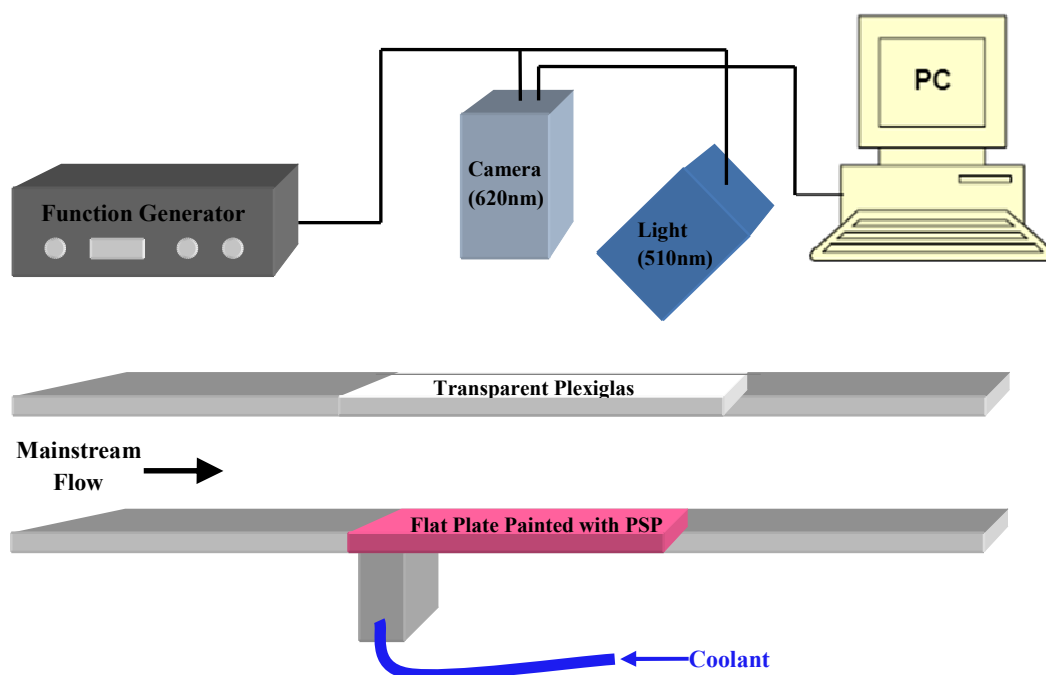 PC
Camera
(620nm)
Function Generator
Light
(510nm)
Transparent Plexiglas
Mainstream
Flow
Flat Plate Painted with PSP
Coolant